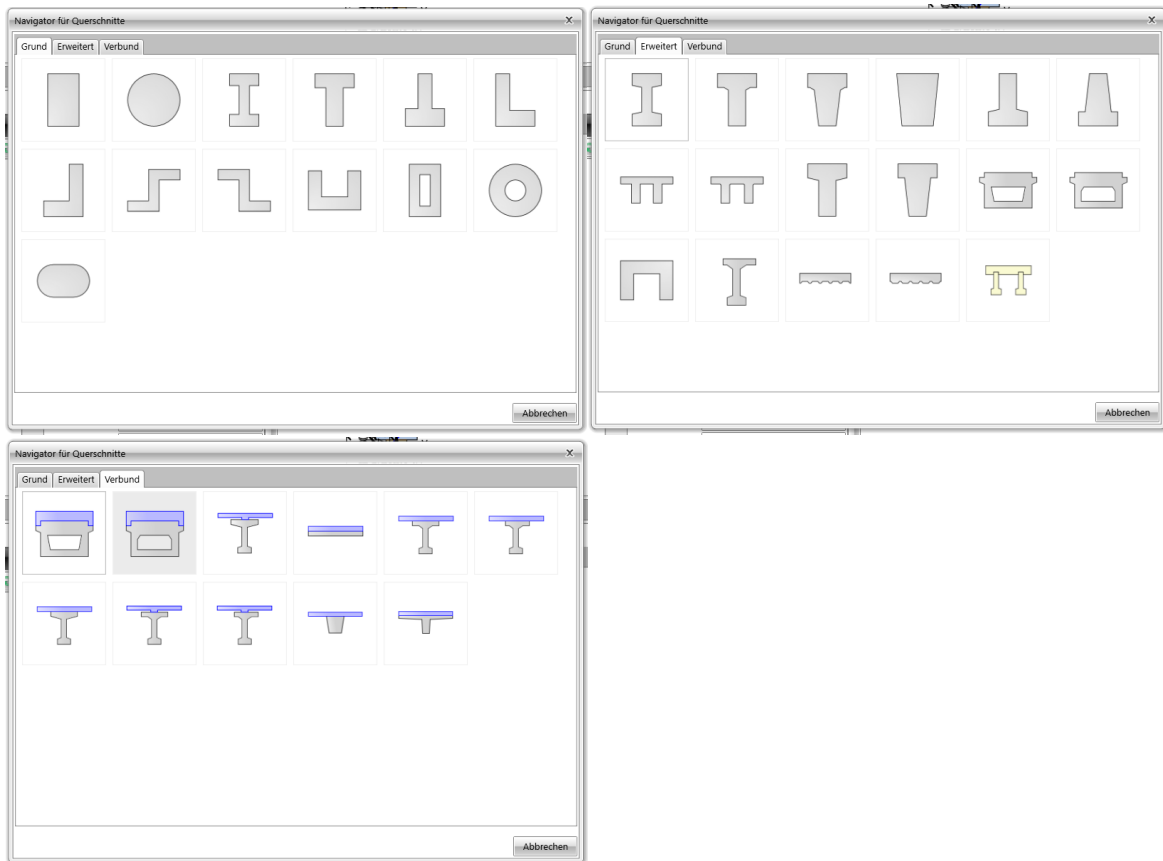 Navigator für Querschnitte x
Grund Erweitert Verbund
Abbrechen
Navigator für Querschnitte x
Grund Erweitert Verbund
Abbrechen
Navigator für Querschnitte x
Grund Erweitert Verbund
Abbrechen